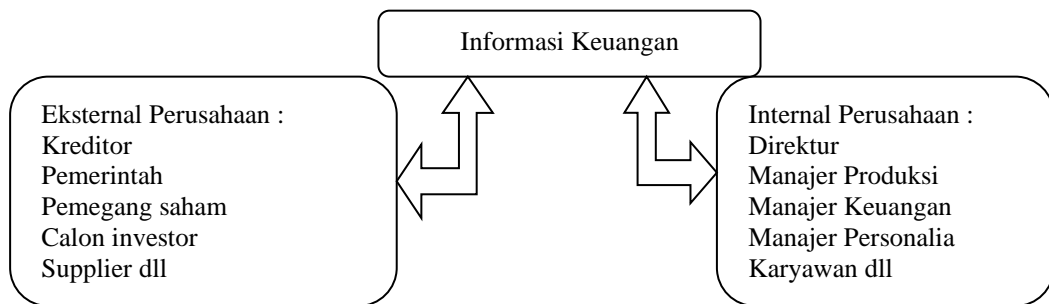 Informasi Keuangan
Eksternal Perusahaan :
Kreditor
Pemerintah
Pemegang saham
Calon investor
Supplier dll
Internal Perusahaan :
Direktur
Manajer Produksi
Manajer Keuangan
Manajer Personalia
Karyawan dll